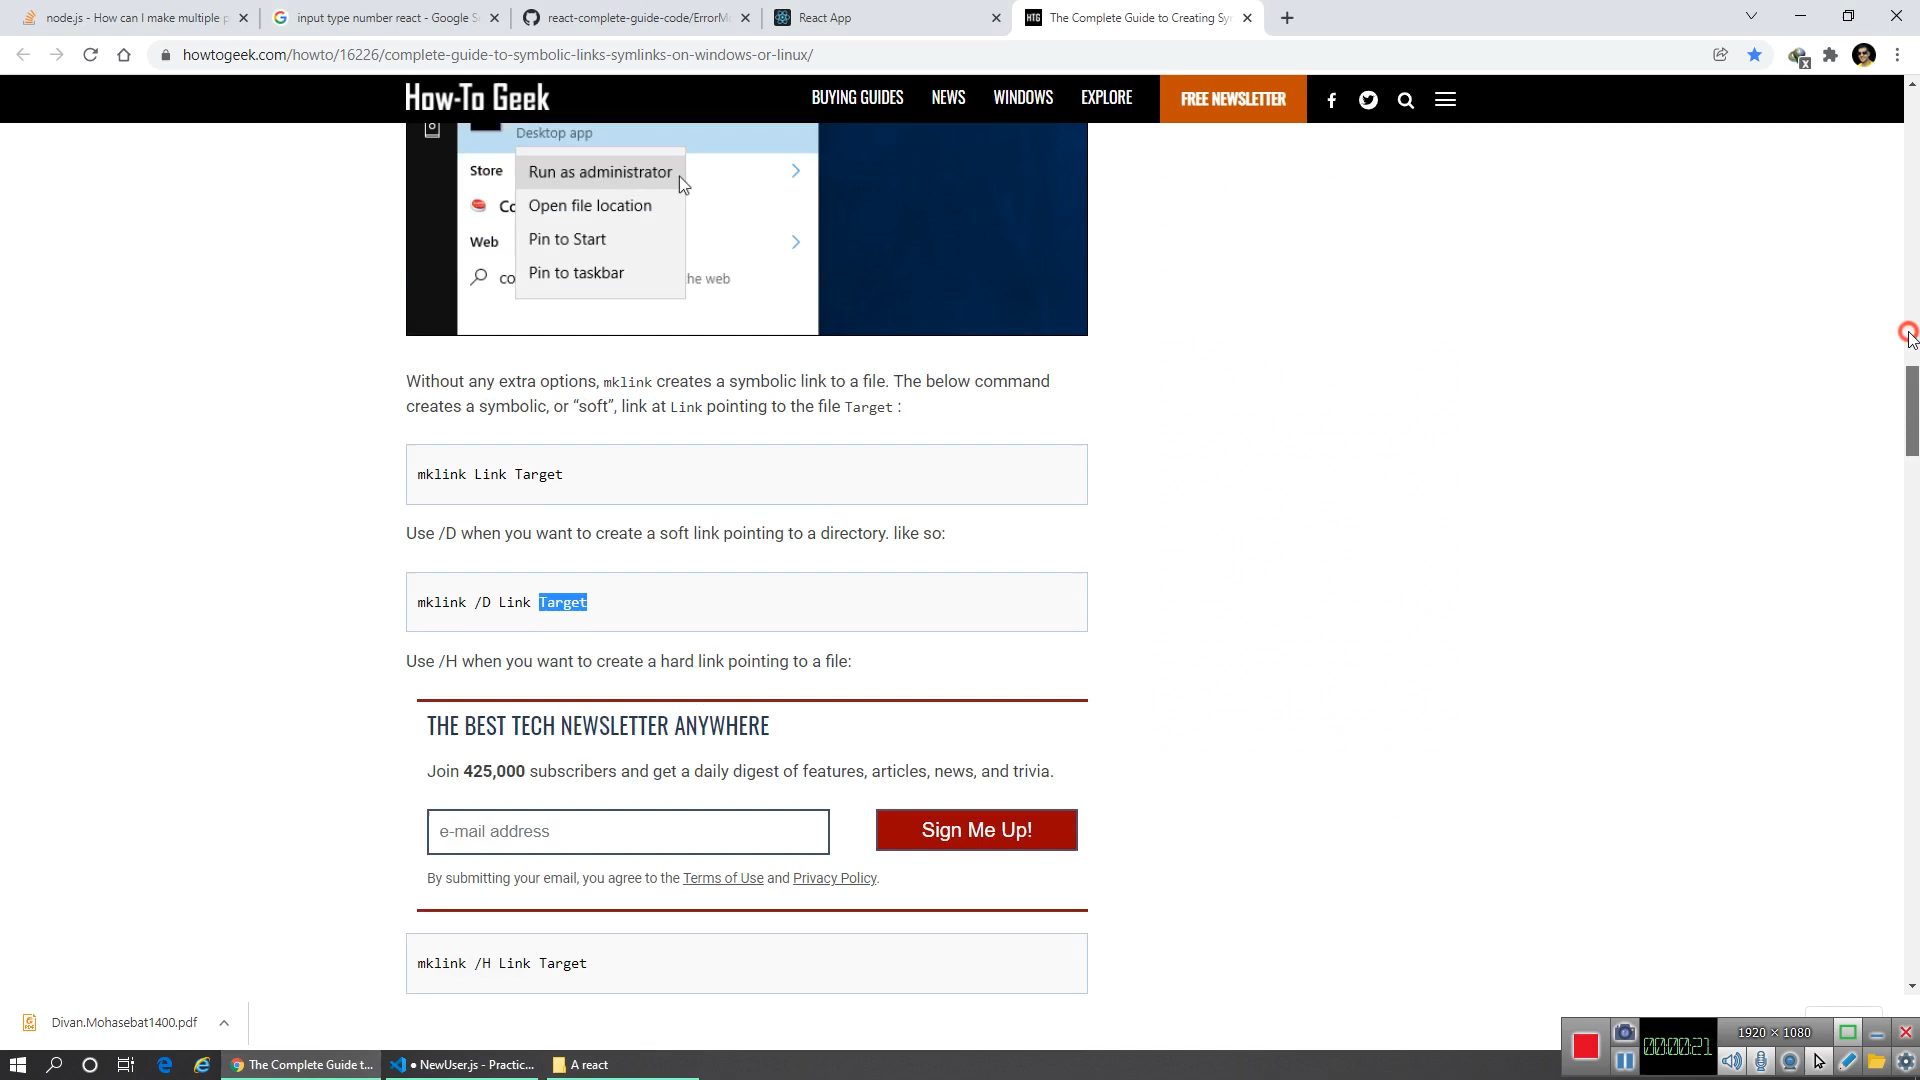 node.js - How can I make multiple p
input type number react - Google S
react-complete-guide-code/ErrorM
React App
HTG
The Complete Guide to Creating Sy
howtogeek.com/howto/16226/complete-guide-to-symbolic-links-symlinks-on-windows-or-linux/
How-To Geek
BUYING GUIDES
NEWS
WINDOWS
EXPLORE
FREE NEWSLETTER
Desktop app
Store
Run as administrator
Co
Open file location
Web
Pin to Start
co
Pin to taskbar
he web
Without any extra options, mklink creates a symbolic link to a file. The below command
creates a symbolic, or “soft”, link at Link pointing to the file Target :
mklink Link Target
Use /D when you want to create a soft link pointing to a directory. like so:
mklink /D Link Target
Use /H when you want to create a hard link pointing to a file:
THE BEST TECH NEWSLETTER ANYWHERE
Join 425,000 subscribers and get a daily digest of features, articles, news, and trivia.
e-mail address
Sign Me Up!
By submitting your email, you agree to the Terms of Use and Privacy Policy.
mklink /H Link Target
Divan.Mohasebat1400.pdf
The Complete Guide t...
● NewUser.js - Practic...
A react
00:00:21
1920 × 1080